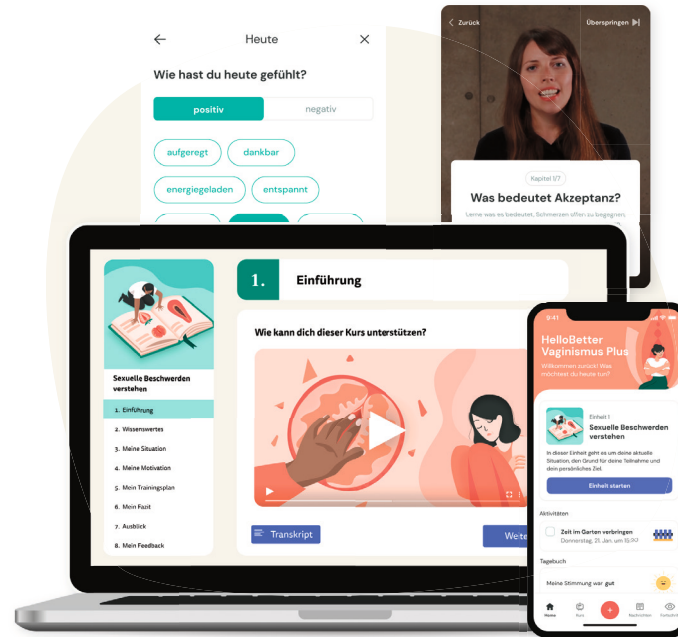 Heute
Wie hast du heute gefühlt?
positiv
negativ
aufgeregt
dankbar
energiegeladen
entspannt
Zurück
Überspringen
Kapitel 1/7
Was bedeutet Akzeptanz?
Lerne was es bedeutet, Schmerzen offen zu begegnen,
Sexuelle Beschwerden
verstehen
1. Einführung
2. Wissenswertes
3. Meine Situation
4. Meine Motivation
5. Mein Trainingsplan
6. Mein Fazit
7. Ausblick
8. Mein Feedback
1.
Einführung
Wie kann dich dieser Kurs unterstützen?
Transkript
Weite
9:41
HelloBetter
Vaginismus Plus
Willkommen zurück! Was
möchtest du heute tun?
Einheit 1
Sexuelle Beschwerden
verstehen
In dieser Einheit geht es um deine aktuelle
Situation, den Grund für deine Teilnahme und
dein persönliches Ziel.
Einheit starten
Aktivitäten
Zeit im Garten verbringen
Donnerstag, 21. Jan. um 15:30
Tagebuch
Meine Stimmung war gut
Home
Kurs
Nachrichten